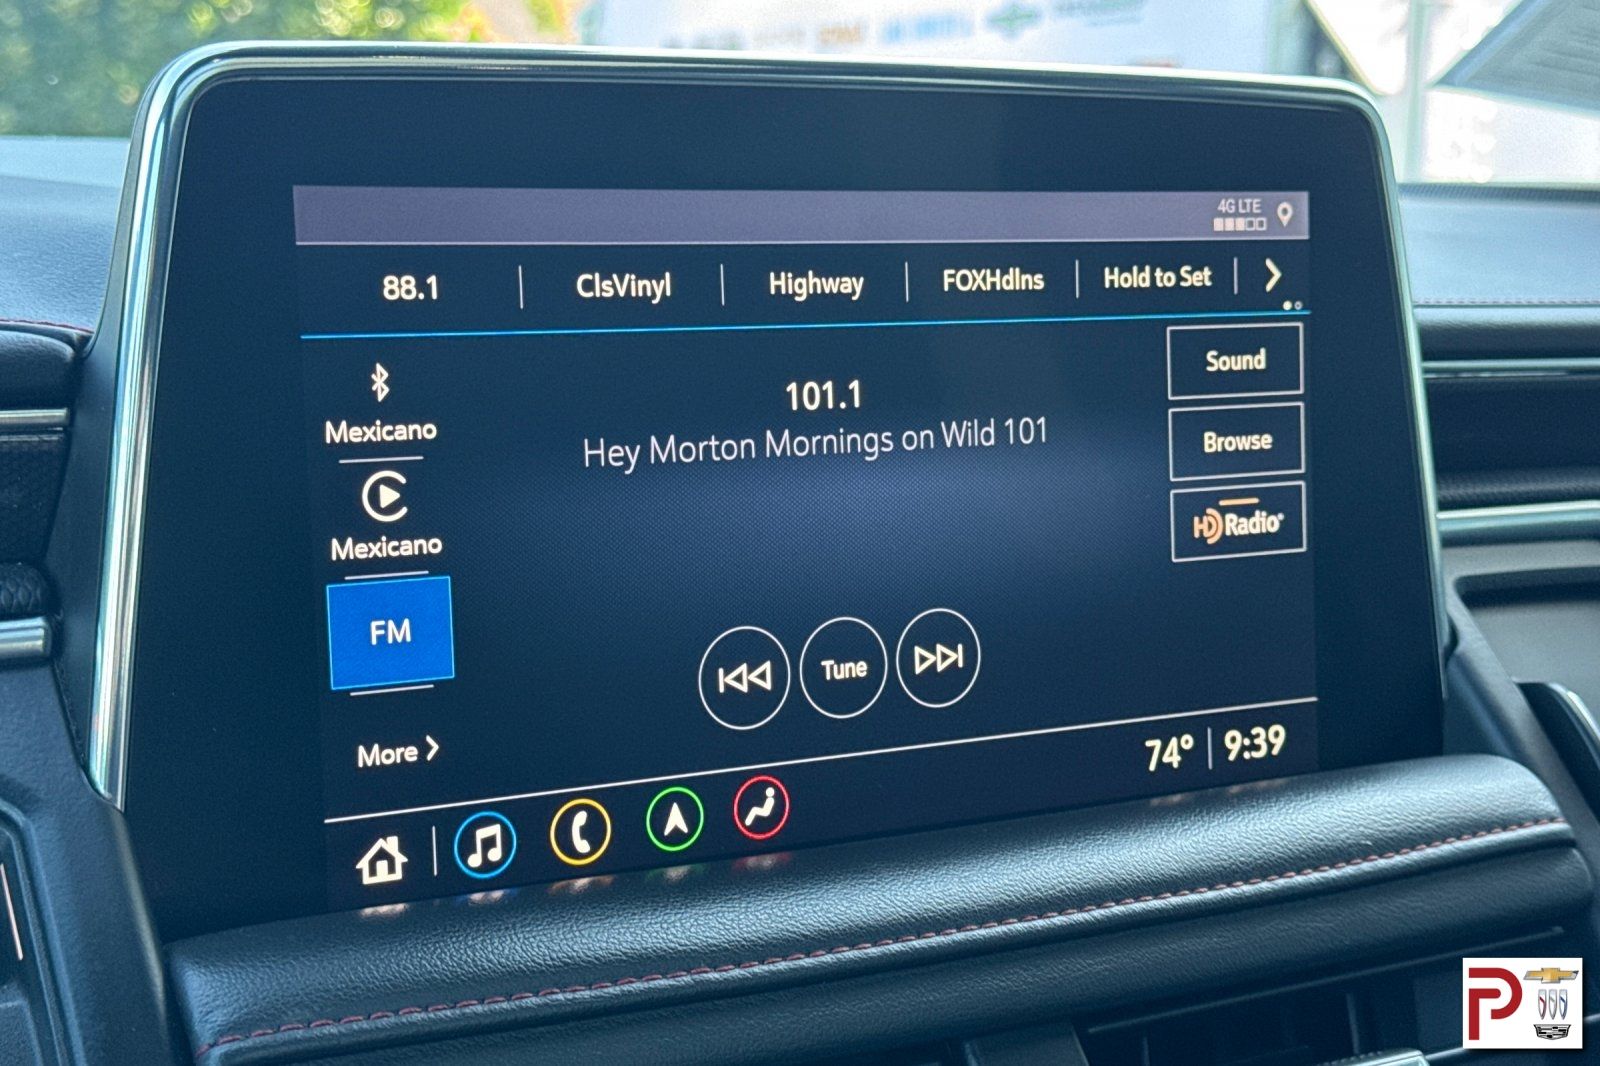 4G LTE
88.1
ClsVinyl
Highway
FOXHdlns
Hold to Set
Mexicano
Mexicano
FM
More
101.1
Hey Morton Mornings on Wild 101
Sound
Browse
HD Radio
Tune
74° 9:39
P